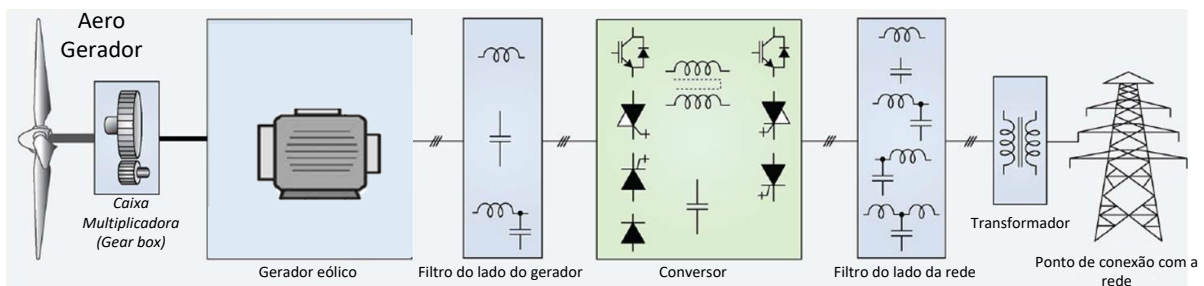 Aero
Gerador
Caixa
Multiplicadora
(Gear box)
Gerador eólico
Filtro do lado do gerador
Conversor
Filtro do lado da rede
Transformador
Ponto de conexão com a
rede